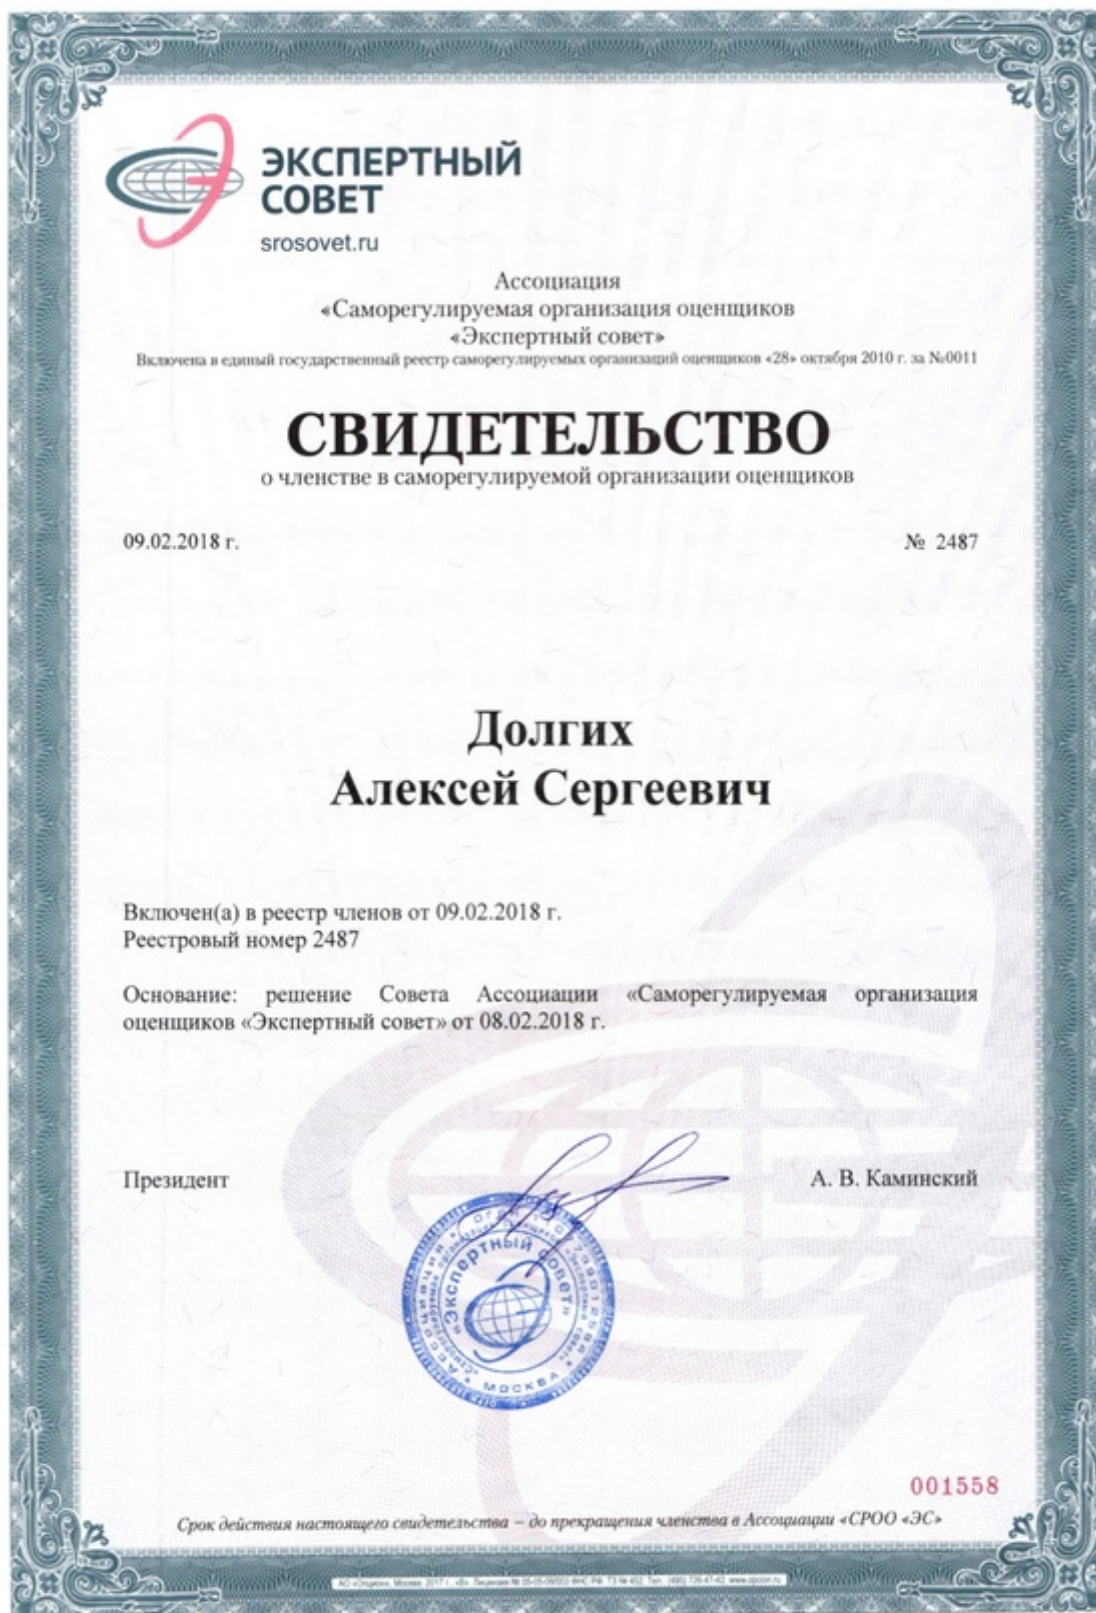 ЭКСПЕРТНЫЙ
СОВЕТ
srosovet.ru
Ассоциация
«Саморегулируемая организация оценщиков
«Экспертный совет»
Включена в единый государственный реестр саморегулируемых организаций оценщиков «28» октября 2010 г. за №0011
СВИДЕТЕЛЬСТВО
о членстве в саморегулируемой организации оценщиков
09.02.2018 г. № 2487
Долгих
Алексей Сергеевич
Включен(а) в реестр членов от 09.02.2018 г.
Реестровый номер 2487
Основание: решение Совета Ассоциации «Саморегулируемая организация
оценщиков «Экспертный совет» от 08.02.2018 г.
Президент А. В. Каминский
«Экспертный совет»
Ассоциация
МОСКВА
001558
Срок действия настоящего свидетельства – до прекращения членства в Ассоциации «СРОО «ЭС»